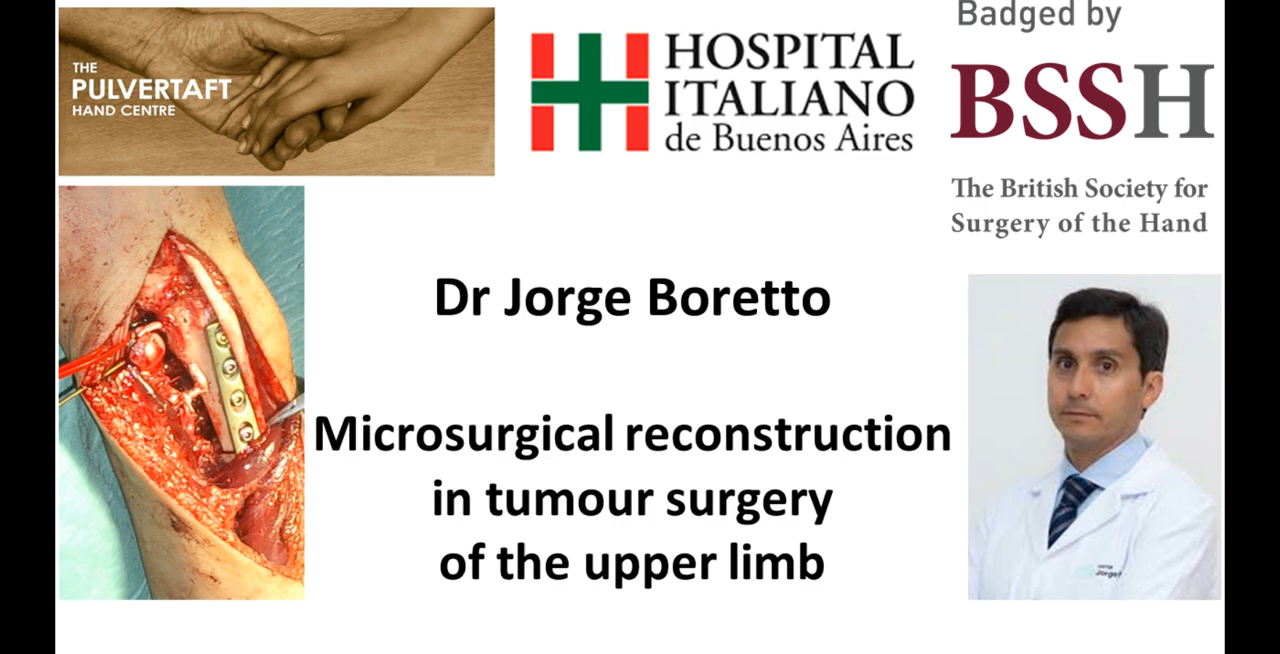 THE
PULVERTAFT
HAND CENTRE
HOSPITAL
ITALIANO
de Buenos Aires
Badged by
BSSH
The British Society for
Surgery of the Hand
Dr Jorge Boretto
Microsurgical reconstruction
in tumour surgery
of the upper limb